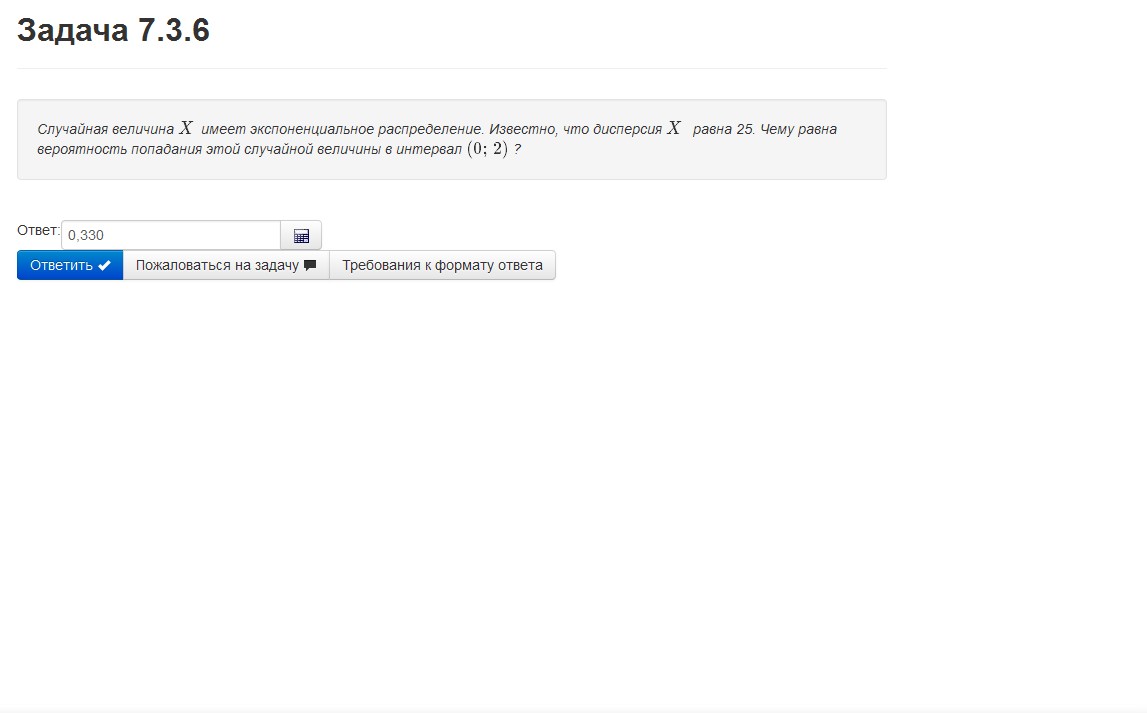 Задача 7.3.6
Случайная величина X имеет экспоненциальное распределение. Известно, что дисперсия X равна 25. Чему равна
вероятность попадания этой случайной величины в интервал (0; 2) ?
Ответ: 0,330
Ответить Пожаловаться на задачу Требования к формату ответа